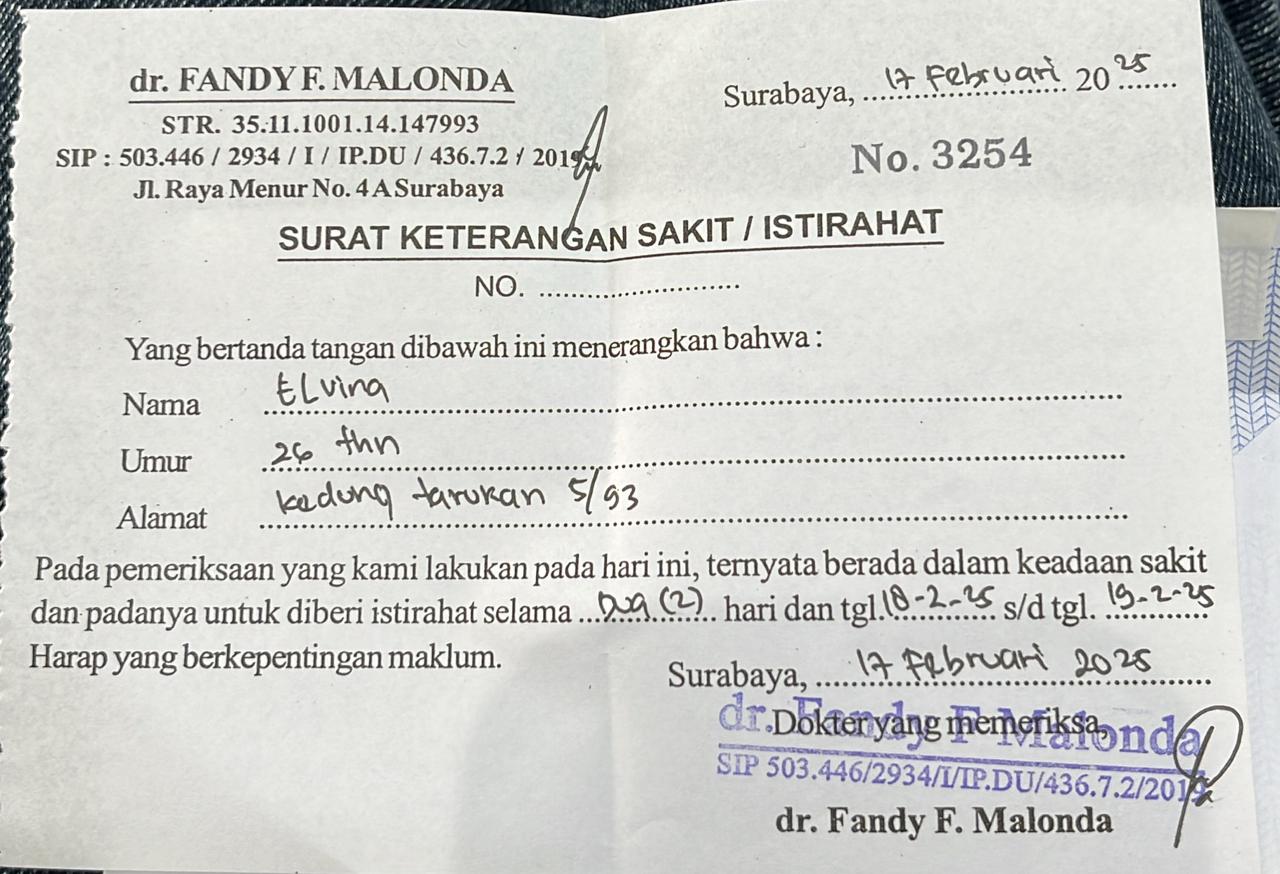 dr. FANDY F. MALONDA
STR. 35.11.1001.14.147993
SIP : 503.446 / 2934 / I / IP.DU / 436.7.2 / 2019
Jl. Raya Menur No. 4 A Surabaya
Surabaya, 17 Februari 2025
No. 3254
SURAT KETERANGAN SAKIT / ISTIRAHAT
NO. ........................
Yang bertanda tangan dibawah ini menerangkan bahwa :
Nama ELvina
Umur 26 thn
Alamat kedung tarukan 5/93
Pada pemeriksaan yang kami lakukan pada hari ini, ternyata berada dalam keadaan sakit
dan padanya untuk diberi istirahat selama ...Dua (2)... hari dan tgl. 18-2-25 s/d tgl. 19-2-25
Harap yang berkepentingan maklum.
Surabaya, 17 Februari 2025
dr. Fandy F Malonda
Dokter yang memeriksa,
SIP 503.446/2934/I/IP.DU/436.7.2/2019
dr. Fandy F. Malonda